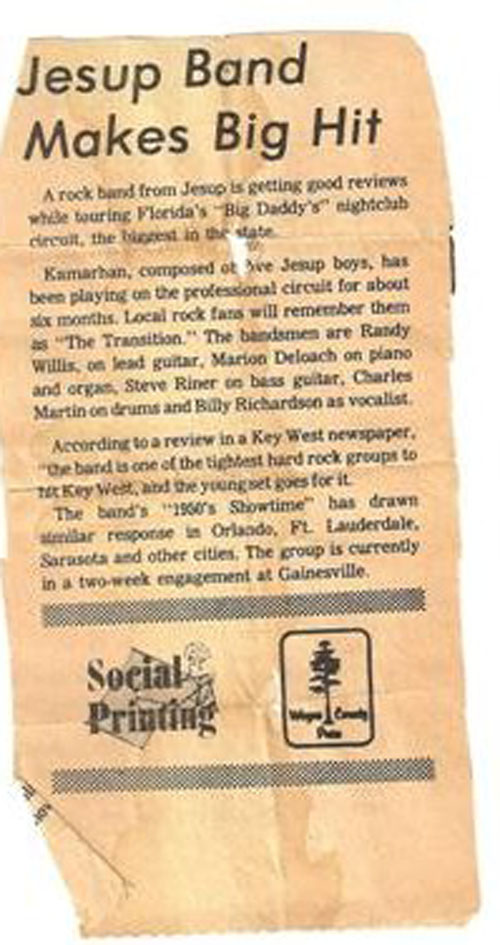 Jesup Band
Makes Big Hit
A rock band from Jesup is getting good reviews
while touring Florida's "Big Daddy's" nightclub
circuit, the biggest in the state.
Kamarhan, composed of five Jesup boys, has
been playing on the professional circuit for about
six months. Local rock fans will remember them
as "The Transition." The bandsmen are Randy
Willis, on lead guitar, Marion Deloach on piano
and organ, Steve Riner on bass guitar, Charles
Martin on drums and Billy Richardson as vocalist.
According to a review in a Key West newspaper,
"the band is one of the tightest hard rock groups to
hit Key West, and the young set goes for it.
The band's "1950's Showtime" has drawn
similar response in Orlando, Ft. Lauderdale,
Sarasota and other cities. The group is currently
in a two-week engagement at Gainesville.
Social
Printing
Wayne County